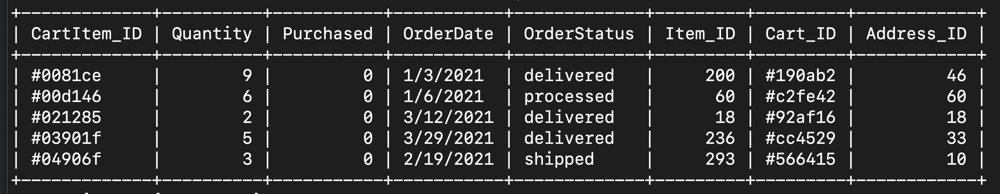 +-------------+----------+-----------+-----------+-------------+---------+---------+------------+
| CartItem_ID | Quantity | Purchased | OrderDate | OrderStatus | Item_ID | Cart_ID | Address_ID |
+-------------+----------+-----------+-----------+-------------+---------+---------+------------+
| #0081ce     |        9 |         0 | 1/3/2021  | delivered   |     200 | #190ab2 |         46 |
| #00d146     |        6 |         0 | 1/6/2021  | processed   |      60 | #c2fe42 |         60 |
| #021285     |        2 |         0 | 3/12/2021 | delivered   |      18 | #92af16 |         18 |
| #03901f     |        5 |         0 | 3/29/2021 | delivered   |     236 | #cc4529 |         33 |
| #04906f     |        3 |         0 | 2/19/2021 | shipped     |     293 | #566415 |         10 |
+-------------+----------+-----------+-----------+-------------+---------+---------+------------+